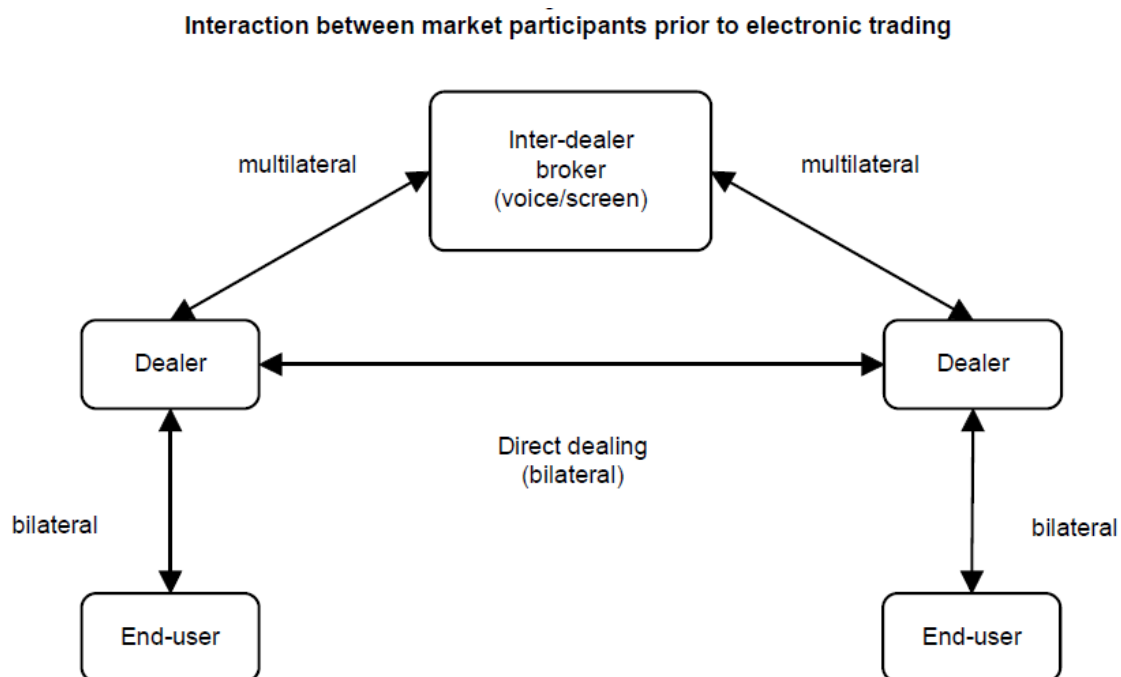 Interaction between market participants prior to electronic trading
Inter-dealer
broker
(voice/screen)
multilateral
multilateral
Dealer
Dealer
Direct dealing
(bilateral)
bilateral
bilateral
End-user
End-user